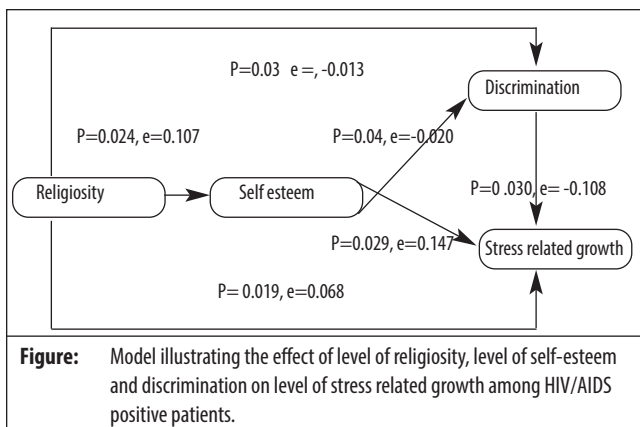 P=0.03 e =, -0.013
Discrimination
P=0.024, e=0.107
P=0.04, e=-0.020
Religiosity
Self esteem
P=0 .030, e= -0.108
P=0.029, e=0.147
Stress related growth
P= 0.019, e=0.068
Figure: Model illustrating the effect of level of religiosity, level of self-esteem
and discrimination on level of stress related growth among HIV/AIDS
positive patients.